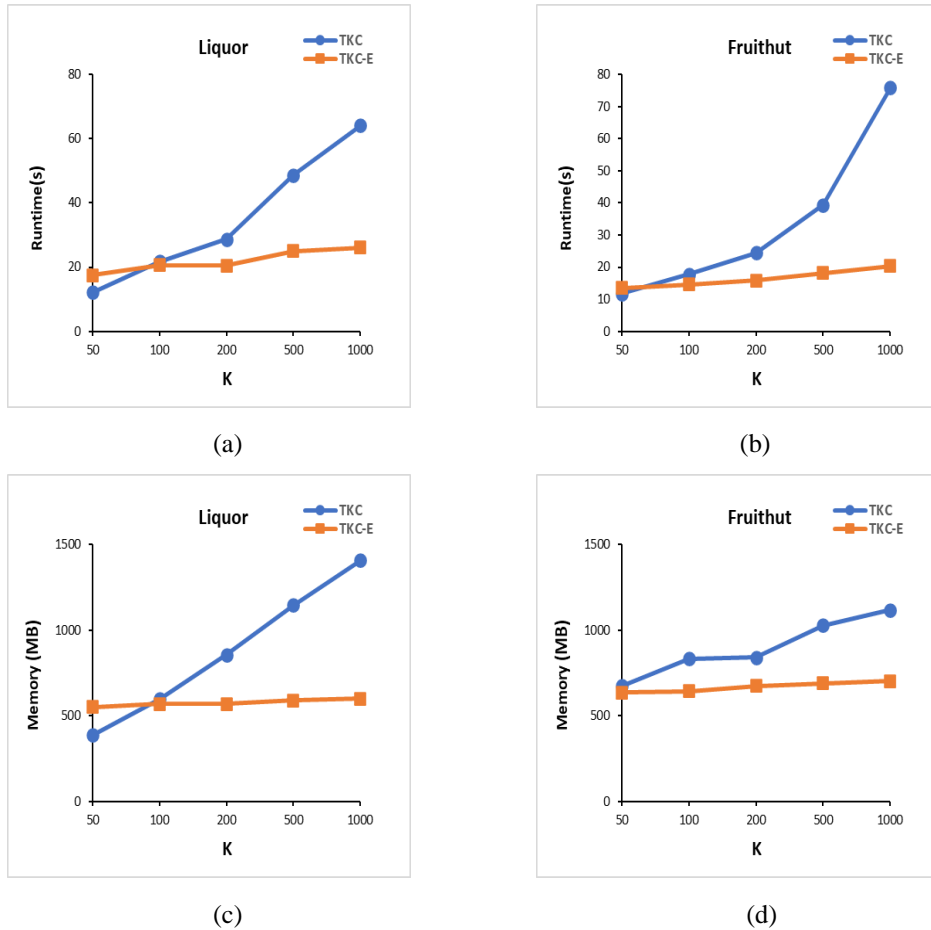 Liquor
TKC
TKC-E
80
60
40
20
0
Runtime(s)
50 100 200 500 1000
K
(a)
Fruithut
TKC
TKC-E
80
70
60
50
40
30
20
10
0
Runtime(s)
50 100 200 500 1000
K
(b)
Liquor
TKC
TKC-E
1500
1000
500
0
Memory (MB)
50 100 200 500 1000
K
(c)
Fruithut
TKC
TKC-E
1500
1000
500
0
Memory (MB)
50 100 200 500 1000
K
(d)